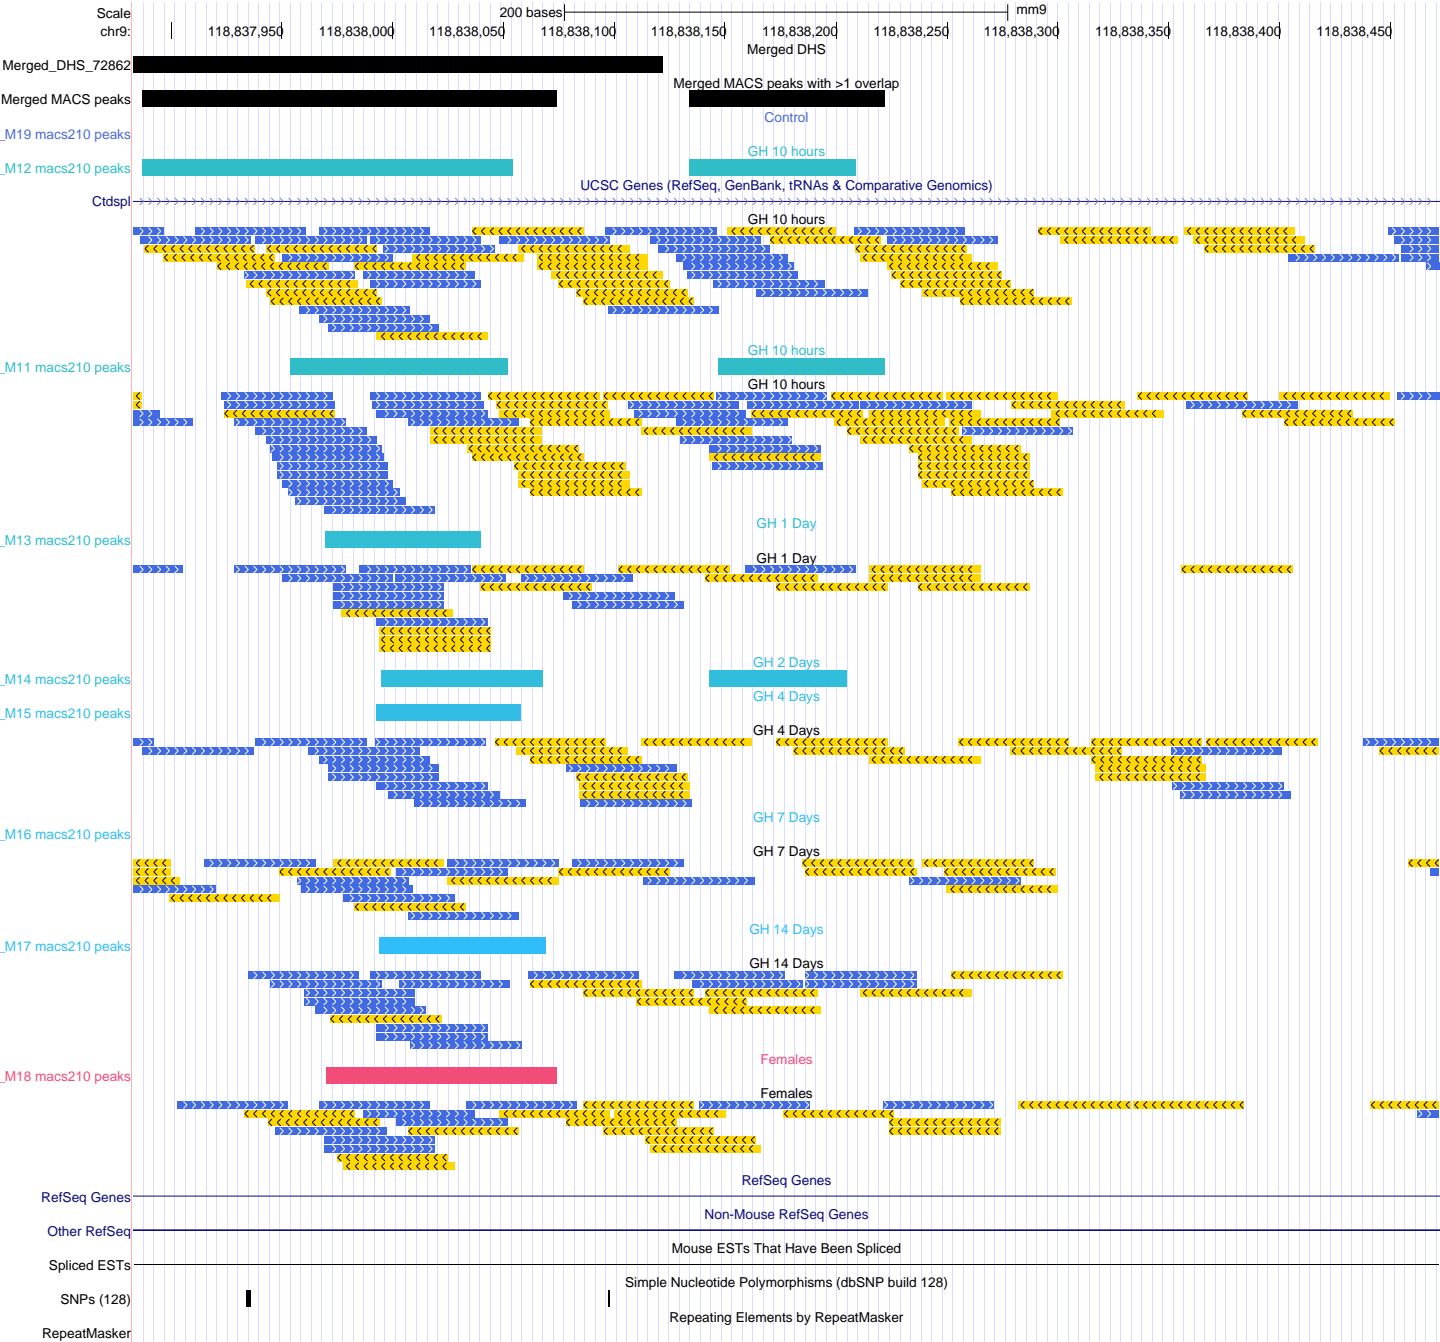 Scale 200 bases mm9
chr9: 118,837,950 118,838,000 118,838,050 118,838,100 118,838,150 118,838,200 118,838,250 118,838,300 118,838,350 118,838,400 118,838,450
Merged DHS
Merged_DHS_72862
Merged MACS peaks with >1 overlap
Merged MACS peaks
Control
_M19 macs210 peaks
GH 10 hours
_M12 macs210 peaks
UCSC Genes (RefSeq, GenBank, tRNAs & Comparative Genomics)
Ctdspl
GH 10 hours
GH 10 hours
_M11 macs210 peaks
GH 10 hours
GH 1 Day
_M13 macs210 peaks
GH 1 Day
GH 2 Days
_M14 macs210 peaks
GH 4 Days
_M15 macs210 peaks
GH 4 Days
GH 7 Days
_M16 macs210 peaks
GH 7 Days
GH 14 Days
_M17 macs210 peaks
GH 14 Days
Females
_M18 macs210 peaks
Females
RefSeq Genes
RefSeq Genes
Non-Mouse RefSeq Genes
Other RefSeq
Mouse ESTs That Have Been Spliced
Spliced ESTs
Simple Nucleotide Polymorphisms (dbSNP build 128)
SNPs (128)
Repeating Elements by RepeatMasker
RepeatMasker